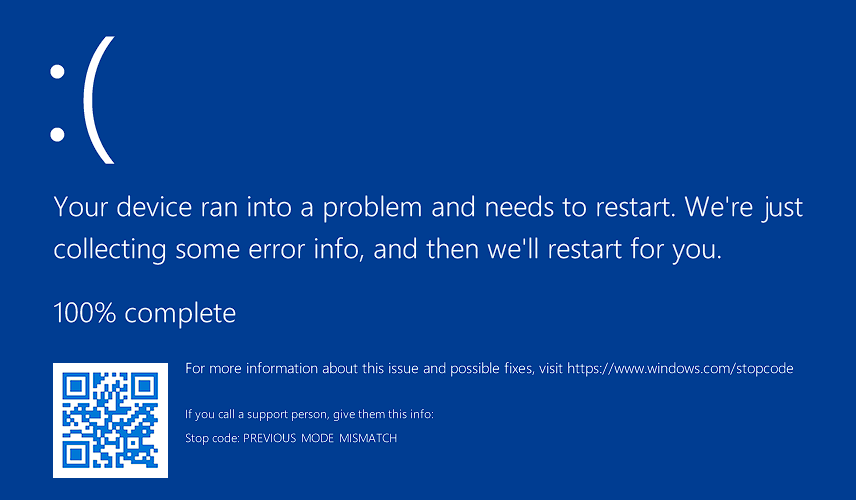 :(
Your device ran into a problem and needs to restart. We're just
collecting some error info, and then we'll restart for you.
100% complete
For more information about this issue and possible fixes, visit https://www.windows.com/stopcode
If you call a support person, give them this info:
Stop code: PREVIOUS MODE MISMATCH